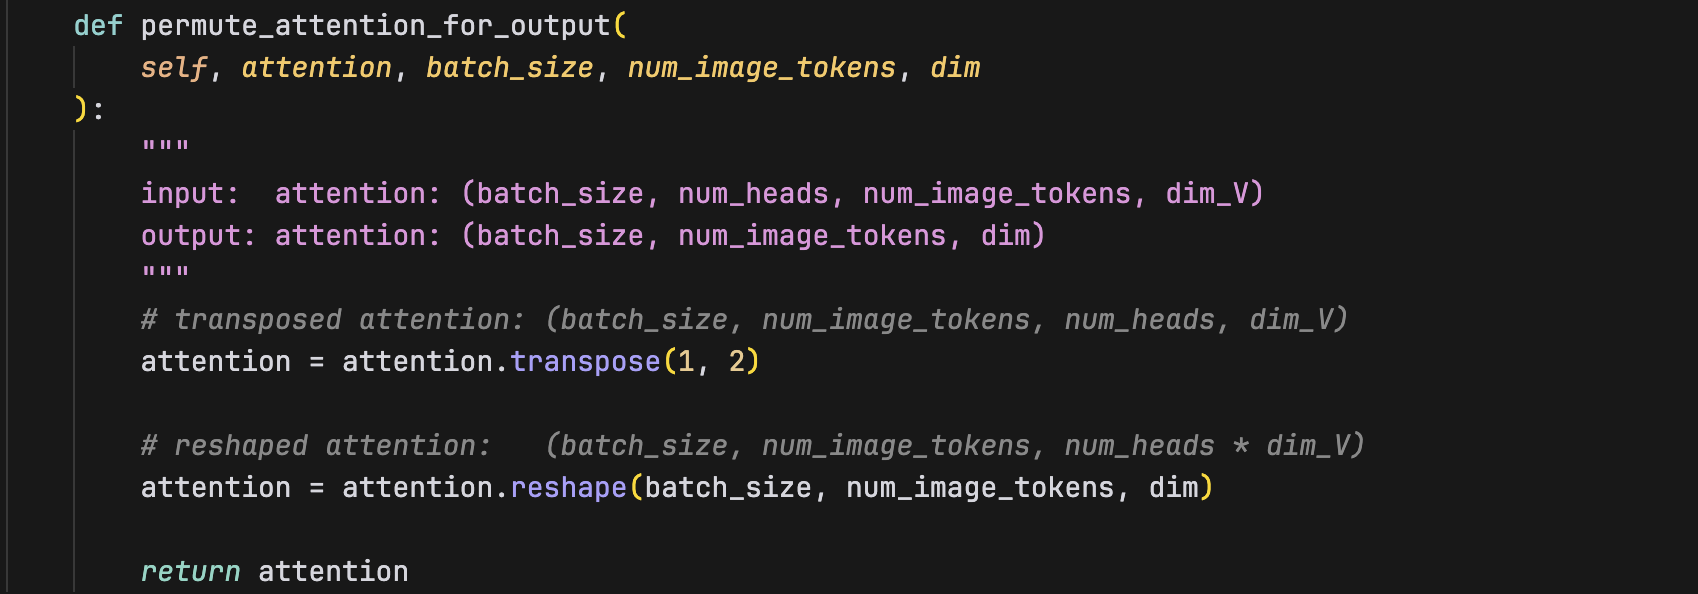 def permute_attention_for_output(
self, attention, batch_size, num_image_tokens, dim
):
"""
input:  attention: (batch_size, num_heads, num_image_tokens, dim_V)
output: attention: (batch_size, num_image_tokens, dim)
"""
# transposed attention: (batch_size, num_image_tokens, num_heads, dim_V)
attention = attention.transpose(1, 2)
# reshaped attention:   (batch_size, num_image_tokens, num_heads * dim_V)
attention = attention.reshape(batch_size, num_image_tokens, dim)
return attention